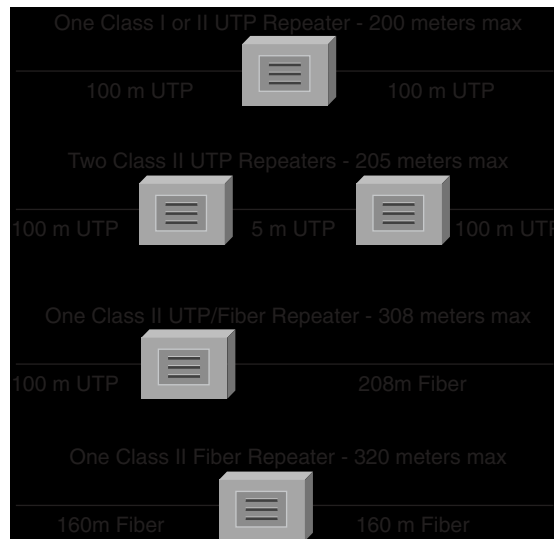 One Class I or II UTP Repeater - 200 meters max
100 m UTP 100 m UTP
Two Class II UTP Repeaters - 205 meters max
100 m UTP 5 m UTP 100 m UTP
One Class II UTP/Fiber Repeater - 308 meters max
100 m UTP 208m Fiber
One Class II Fiber Repeater - 320 meters max
160m Fiber 160 m Fiber